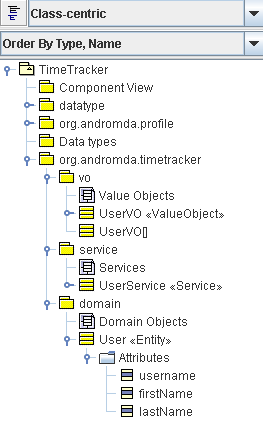 Class-centric
Order By Type, Name
TimeTracker
Component View
datatype
org.andromda.profile
Data types
org.andromda.timetracker
vo
Value Objects
UserVO «ValueObject»
UserVO[]
service
Services
UserService «Service»
domain
Domain Objects
User «Entity»
Attributes
username
firstName
lastName